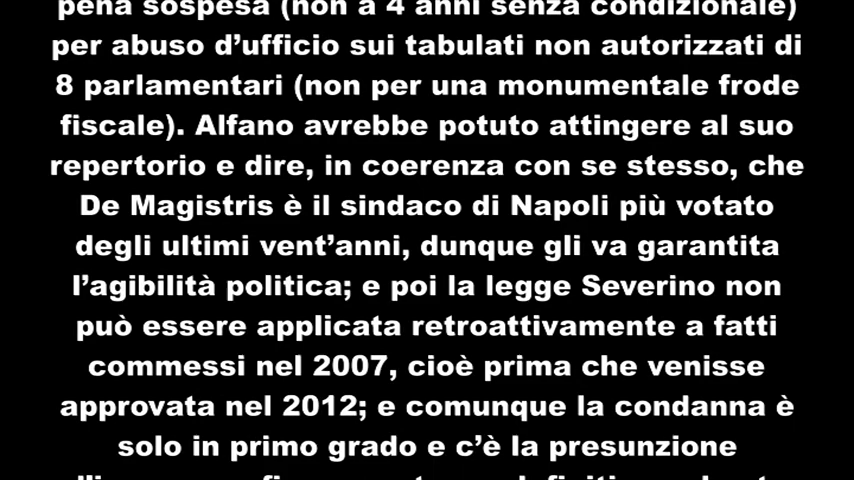 pena sospesa (non a 4 anni senza condizionale)
per abuso d’ufficio sui tabulati non autorizzati di
8 parlamentari (non per una monumentale frode
fiscale). Alfano avrebbe potuto attingere al suo
repertorio e dire, in coerenza con se stesso, che
De Magistris è il sindaco di Napoli più votato
degli ultimi vent’anni, dunque gli va garantita
l’agibilità politica; e poi la legge Severino non
può essere applicata retroattivamente a fatti
commessi nel 2007, cioè prima che venisse
approvata nel 2012; e comunque la condanna è
solo in primo grado e c’è la presunzione